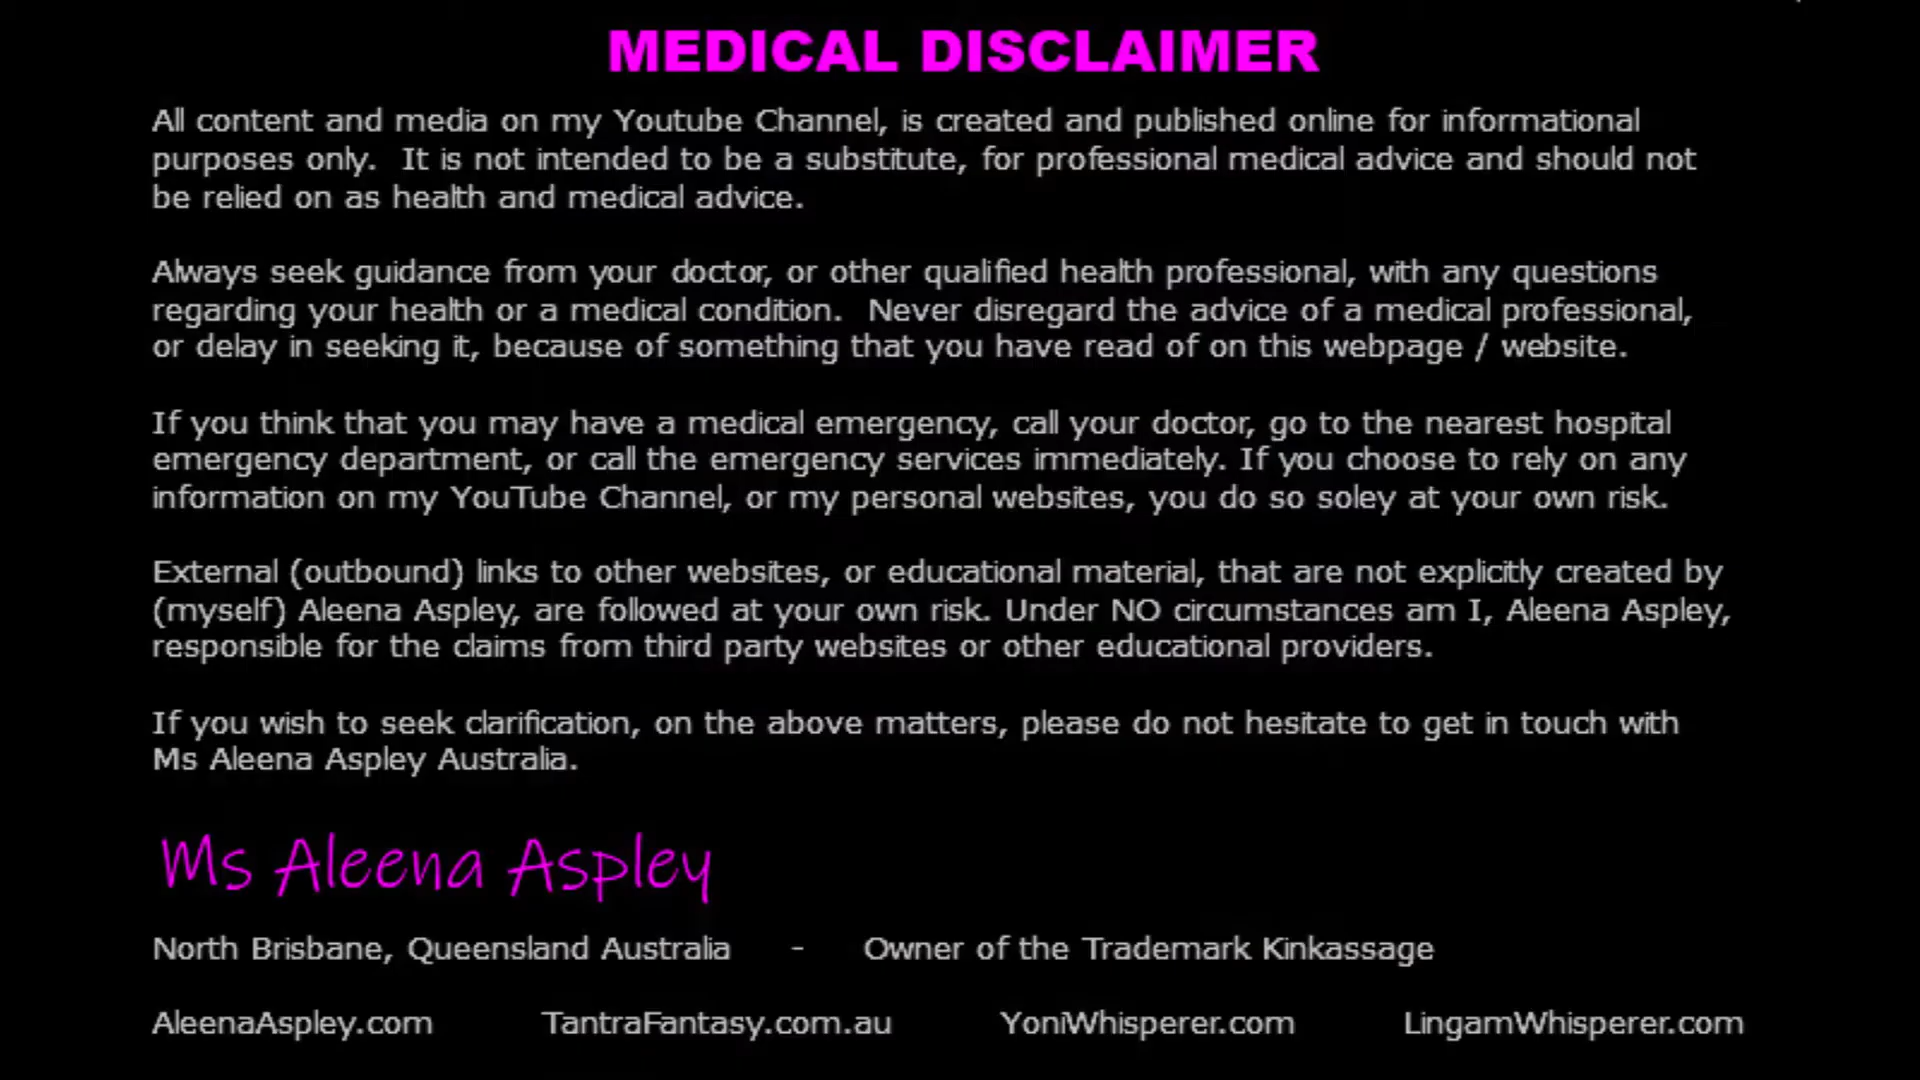 MEDICAL DISCLAIMER
All content and media on my Youtube Channel, is created and published online for informational
purposes only.  It is not intended to be a substitute, for professional medical advice and should not
be relied on as health and medical advice.
Always seek guidance from your doctor, or other qualified health professional, with any questions
regarding your health or a medical condition.  Never disregard the advice of a medical professional,
or delay in seeking it, because of something that you have read of on this webpage / website.
If you think that you may have a medical emergency, call your doctor, go to the nearest hospital
emergency department, or call the emergency services immediately. If you choose to rely on any
information on my YouTube Channel, or my personal websites, you do so soley at your own risk.
External (outbound) links to other websites, or educational material, that are not explicitly created by
(myself) Aleena Aspley, are followed at your own risk. Under NO circumstances am I, Aleena Aspley,
responsible for the claims from third party websites or other educational providers.
If you wish to seek clarification, on the above matters, please do not hesitate to get in touch with
Ms Aleena Aspley Australia.
Ms Aleena Aspley
North Brisbane, Queensland Australia - Owner of the Trademark Kinkassage
AleenaAspley.com TantraFantasy.com.au YoniWhisperer.com LingamWhisperer.com